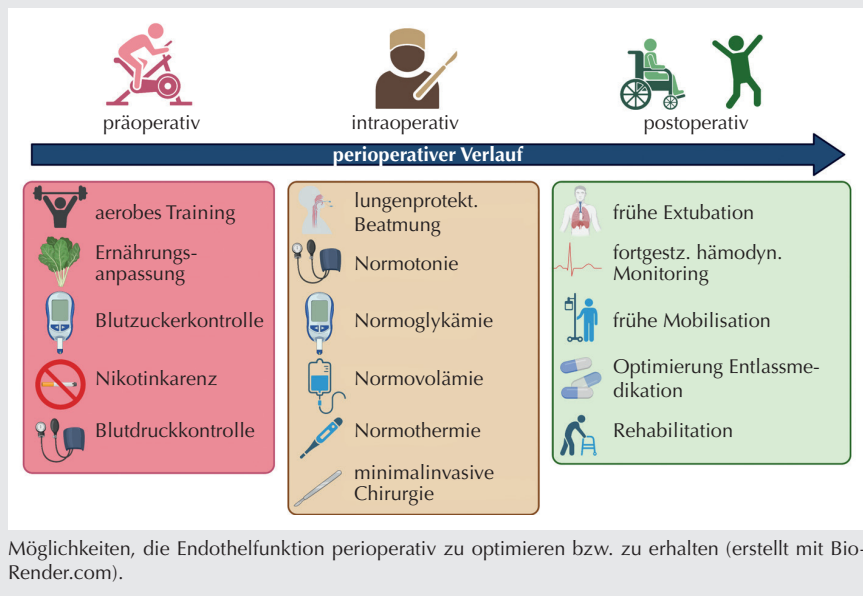 präoperativ
intraoperativ
postoperativ
perioperativer Verlauf
aerobes Training
Ernährungs-
anpassung
Blutzuckerkontrolle
Nikotinkarenz
Blutdruckkontrolle
lungenprotekt.
Beatmung
Normotonie
Normoglykämie
Normovolämie
Normothermie
minimalinvasive
Chirurgie
frühe Extubation
fortgestz. hämodyn.
Monitoring
frühe Mobilisation
Optimierung Entlassme-
dikation
Rehabilitation
Möglichkeiten, die Endothelfunktion perioperativ zu optimieren bzw. zu erhalten (erstellt mit Bio-
Render.com).